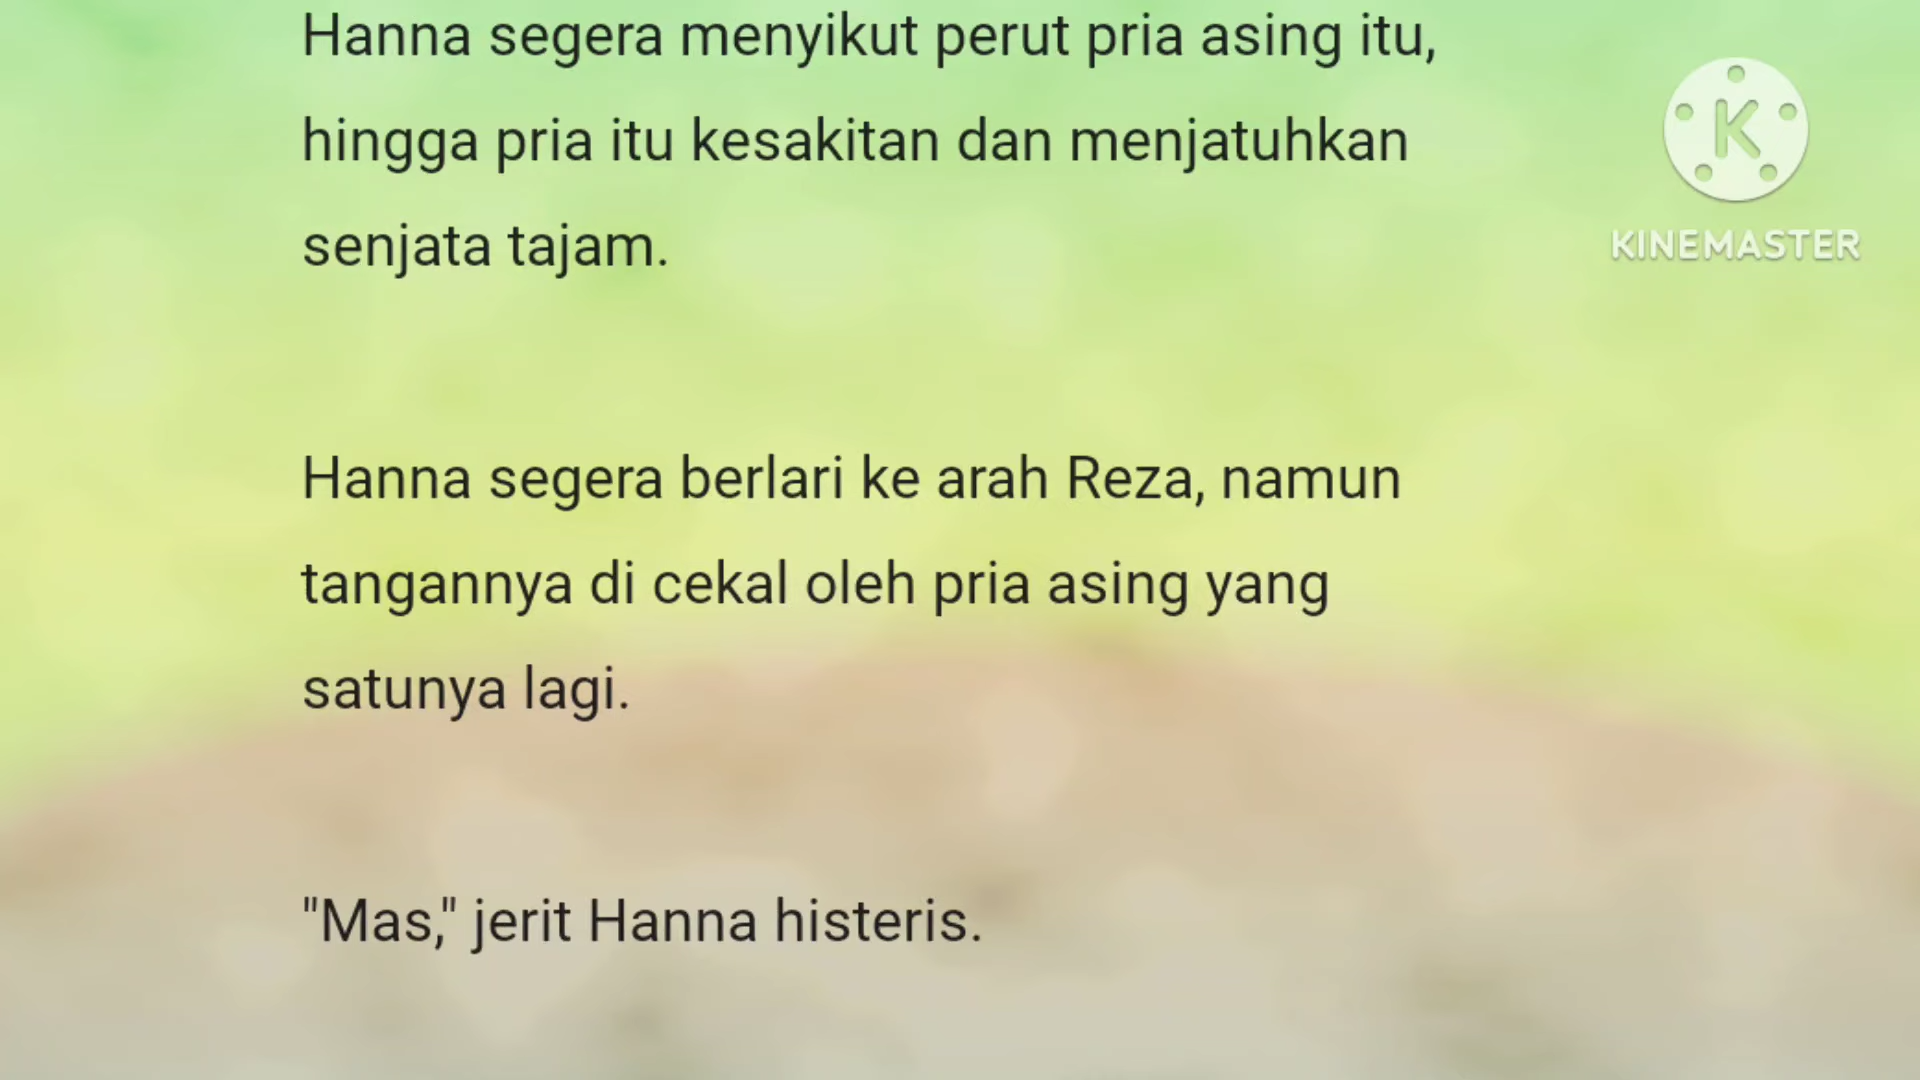 Hanna segera menyikut perut pria asing itu,
hingga pria itu kesakitan dan menjatuhkan
senjata tajam.
K
KINEMASTER
Hanna segera berlari ke arah Reza, namun
tangannya di cekal oleh pria asing yang
satunya lagi.
"Mas," jerit Hanna histeris.